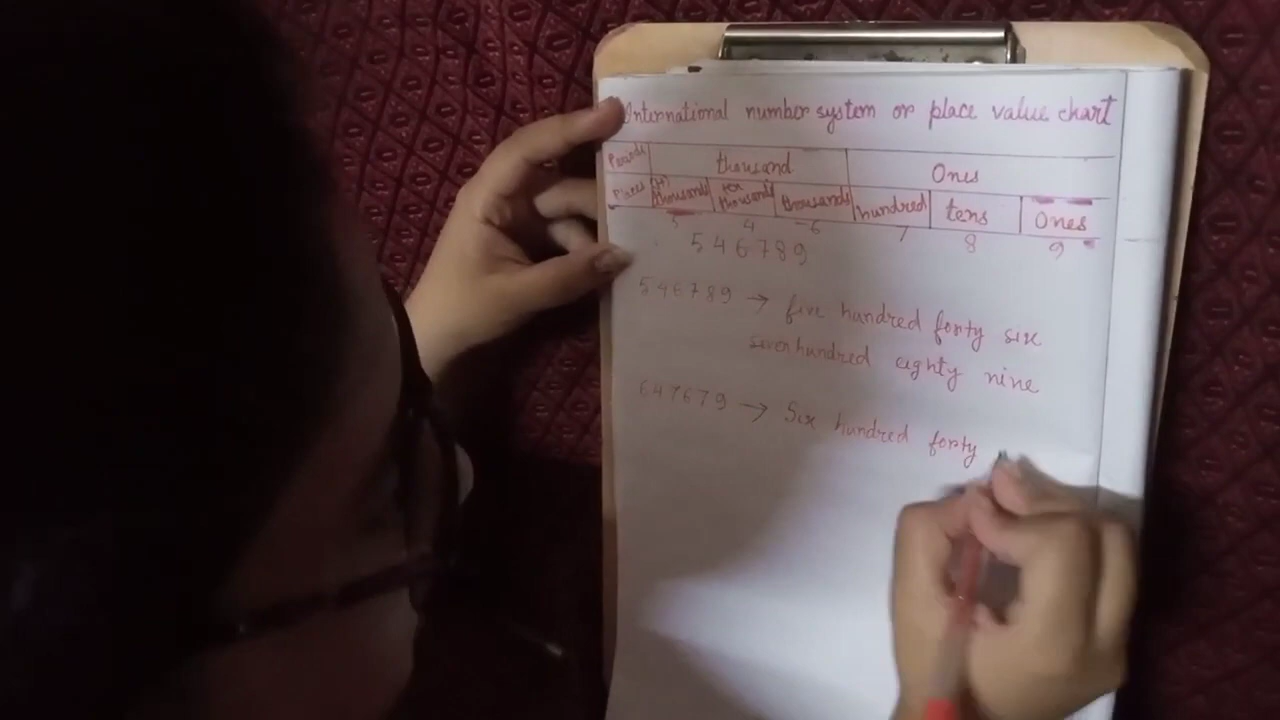 International number system or place value chart
Periods thousand Ones
Places (H) thousands ten thousands thousands hundred tens Ones
5 4 6 7 8 9
546789
546789 → five hundred forty six
hundred eighty nine
647679 → Six hundred forty